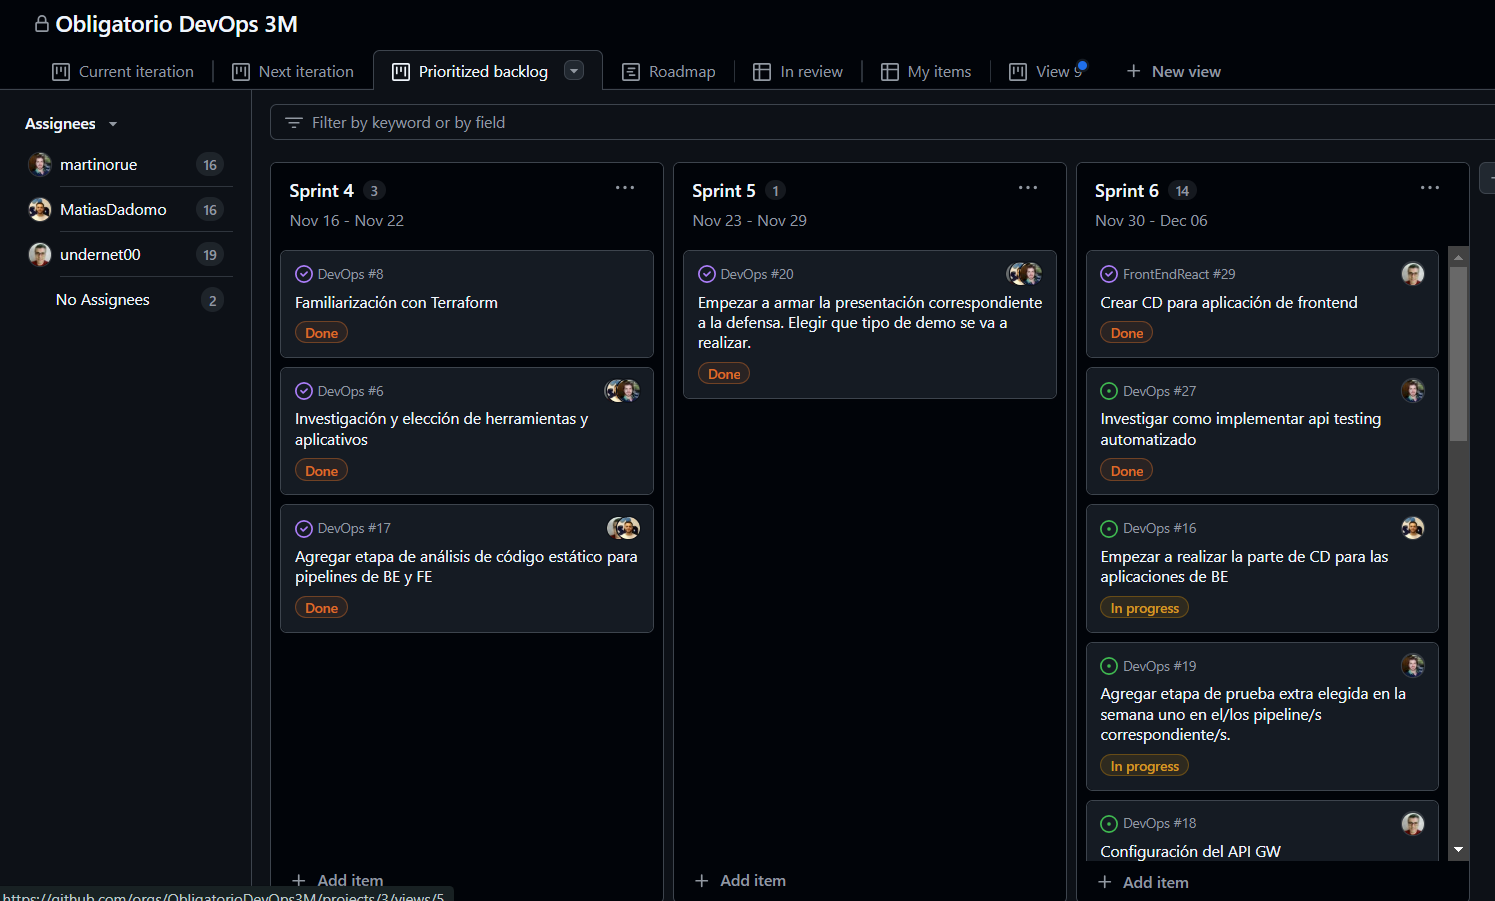 Obligatorio DevOps 3M
Current iteration
Next iteration
Prioritized backlog
Roadmap
In review
My items
View 9
New view
Assignees
martinorue 16
MatiasDadomo 16
undernet00 19
No Assignees 2
Filter by keyword or by field
Sprint 4 3
Nov 16 - Nov 22
DevOps #8
Familiarización con Terraform
Done
DevOps #6
Investigación y elección de herramientas y
aplicativos
Done
DevOps #17
Agregar etapa de análisis de código estático para
pipelines de BE y FE
Done
Add item
Sprint 5 1
Nov 23 - Nov 29
DevOps #20
Empezar a armar la presentación correspondiente
a la defensa. Elegir que tipo de demo se va a
realizar.
Done
Add item
Sprint 6 14
Nov 30 - Dec 06
FrontEndReact #29
Crear CD para aplicación de frontend
Done
DevOps #27
Investigar como implementar api testing
automatizado
Done
DevOps #16
Empezar a realizar la parte de CD para las
aplicaciones de BE
In progress
DevOps #19
Agregar etapa de prueba extra elegida en la
semana uno en el/los pipeline/s
correspondiente/s.
In progress
DevOps #18
Configuración del API GW
Add item
https://github.com/orgs/ObligatorioDevOps3M/projects/3/views/5